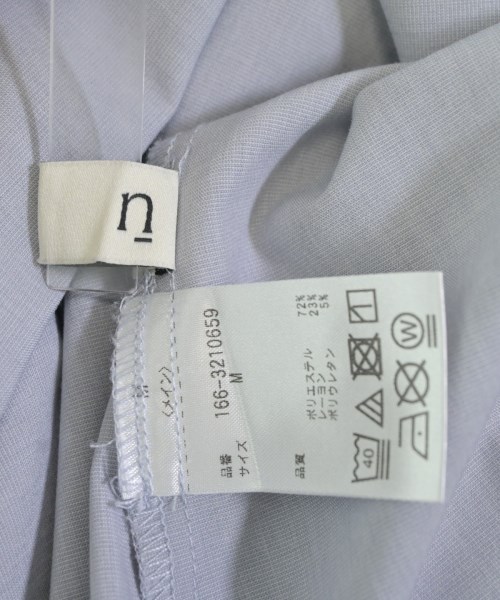 n
M
〈メイン〉
品番 166-3210659
サイズ M
品質 ポリエステル 72%
レーヨン 23%
ポリウレタン 5%
40
W